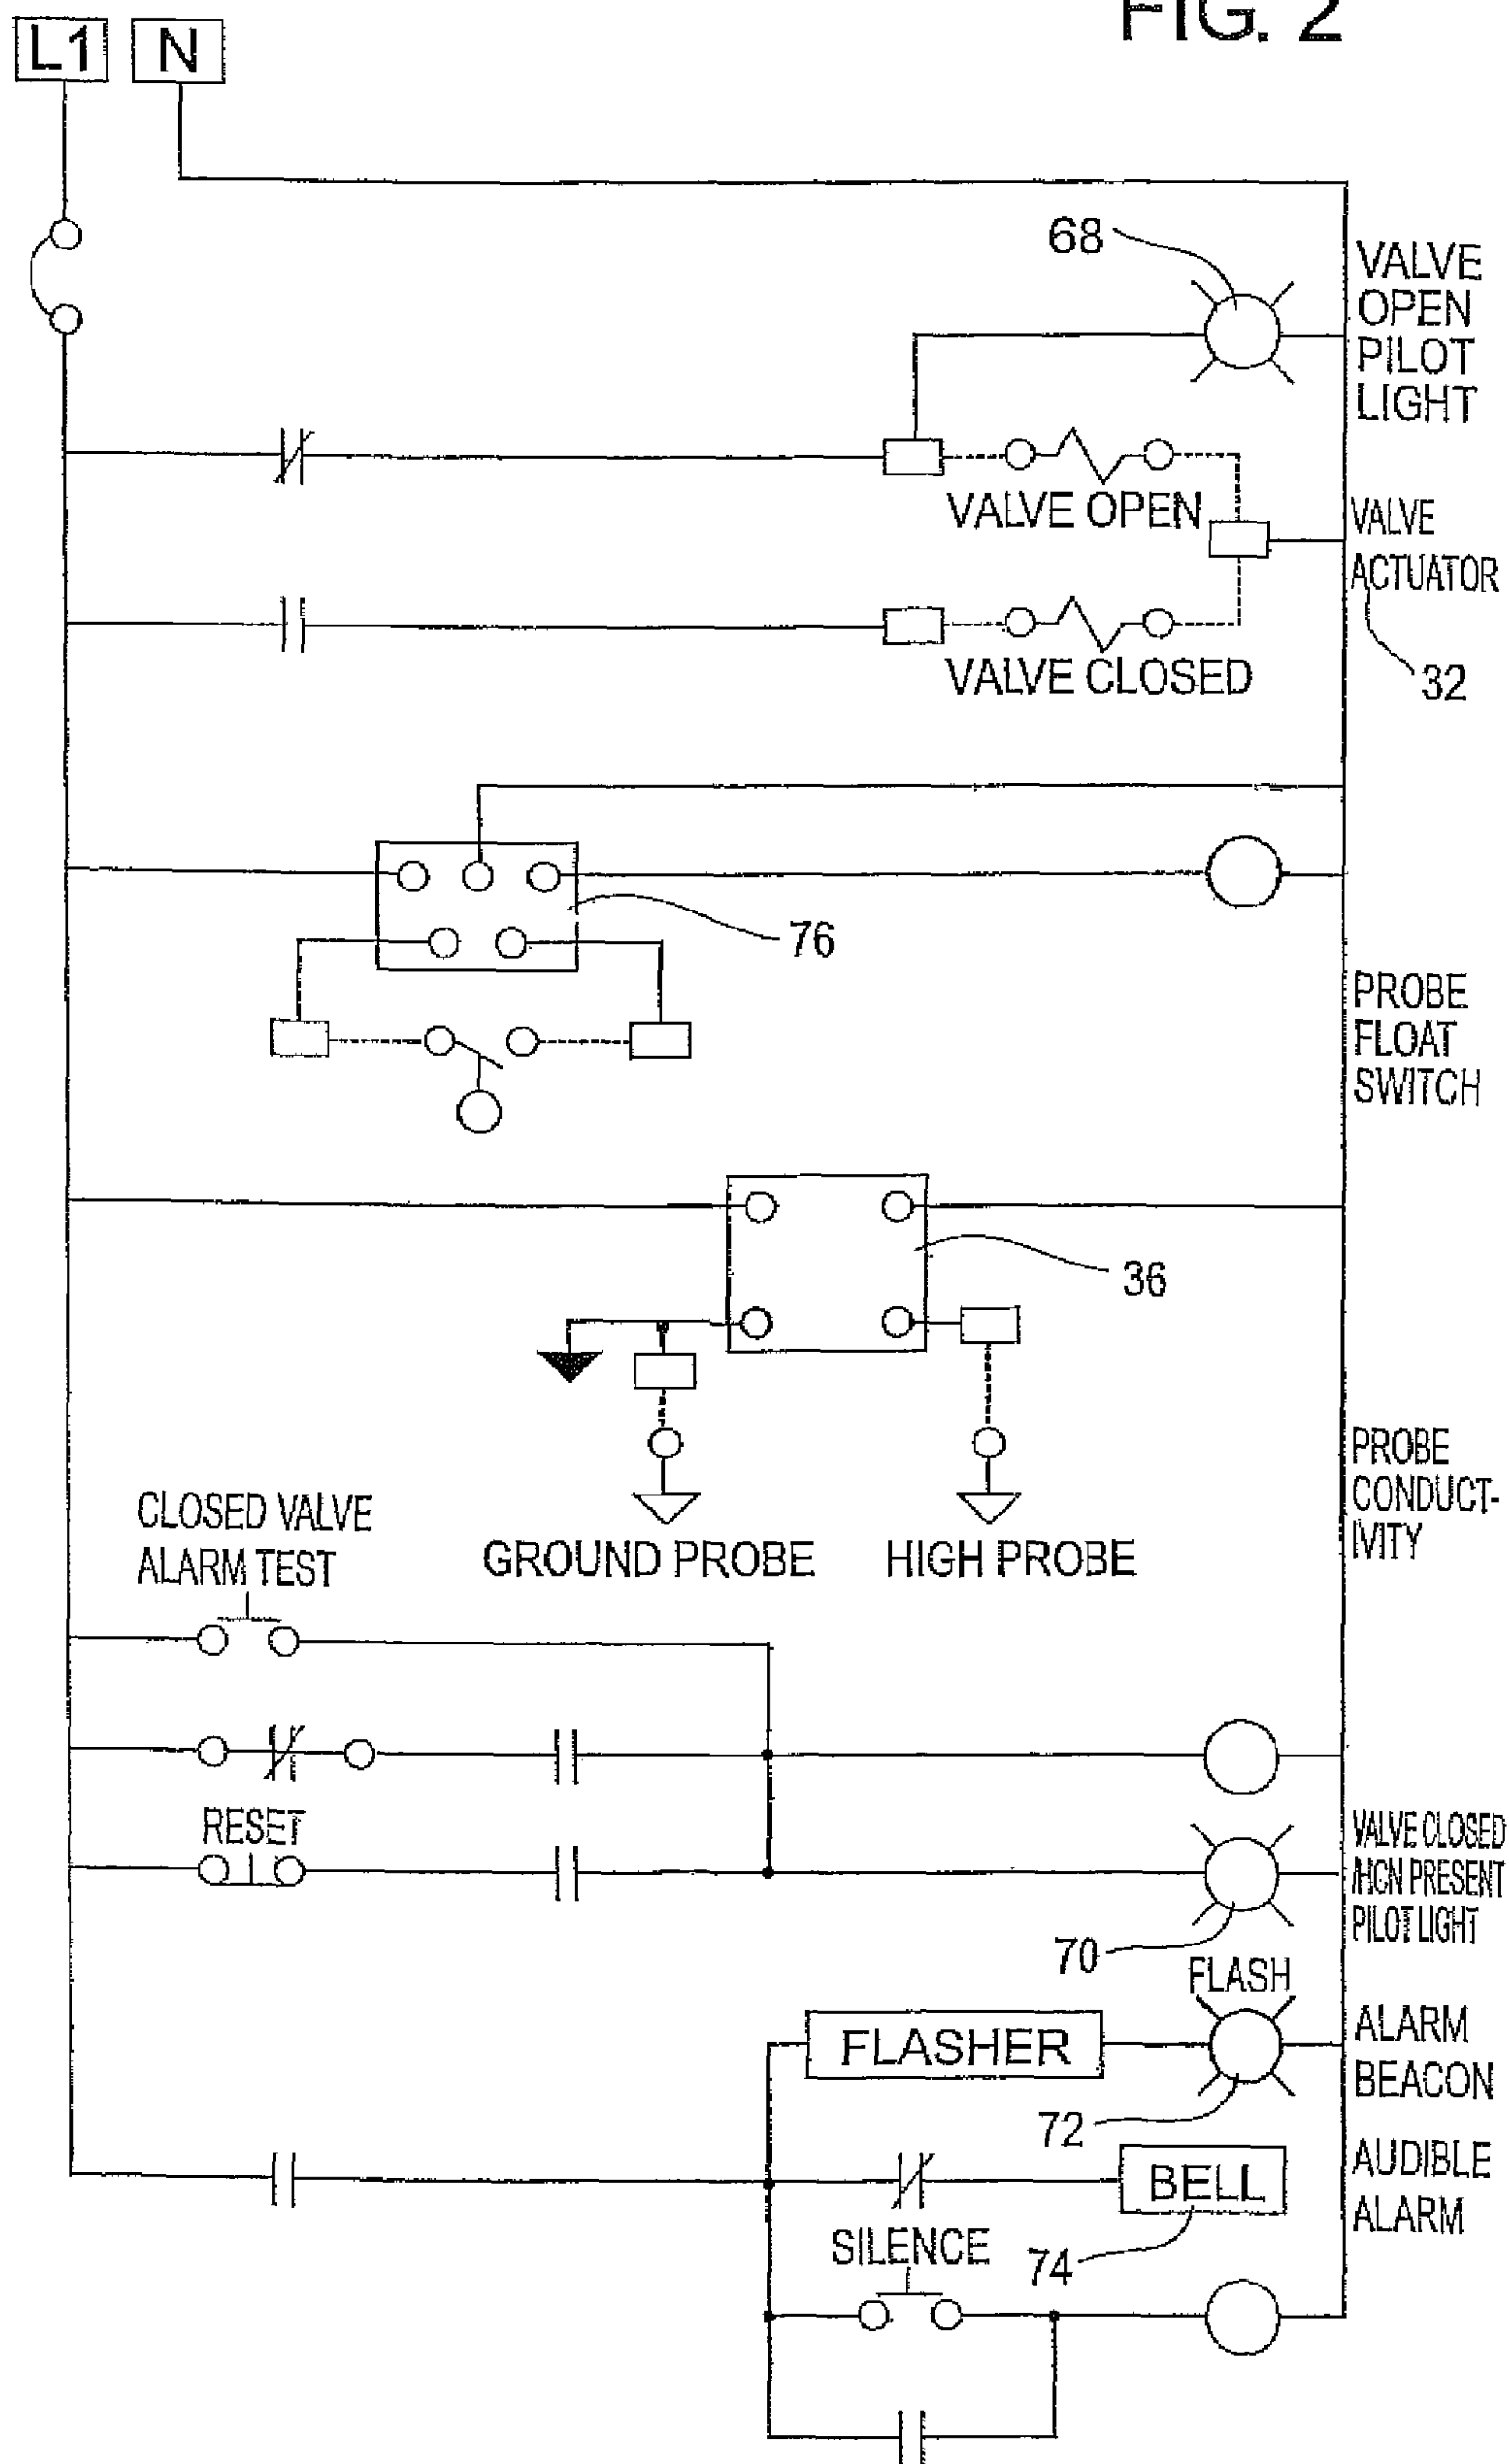 FIG. 2
L1
N
68
VALVE
OPEN
PILOT
LIGHT
VALVE OPEN
VALVE
ACTUATOR
VALVE CLOSED
32
76
PROBE
FLOAT
SWITCH
36
PROBE
CONDUCT-
IVITY
GROUND PROBE
HIGH PROBE
CLOSED VALVE
ALARM TEST
RESET
VALVE CLOSED
/HCN PRESENT
PILOT LIGHT
70
FLASH
FLASHER
ALARM
BEACON
72
BELL
AUDIBLE
ALARM
SILENCE
74